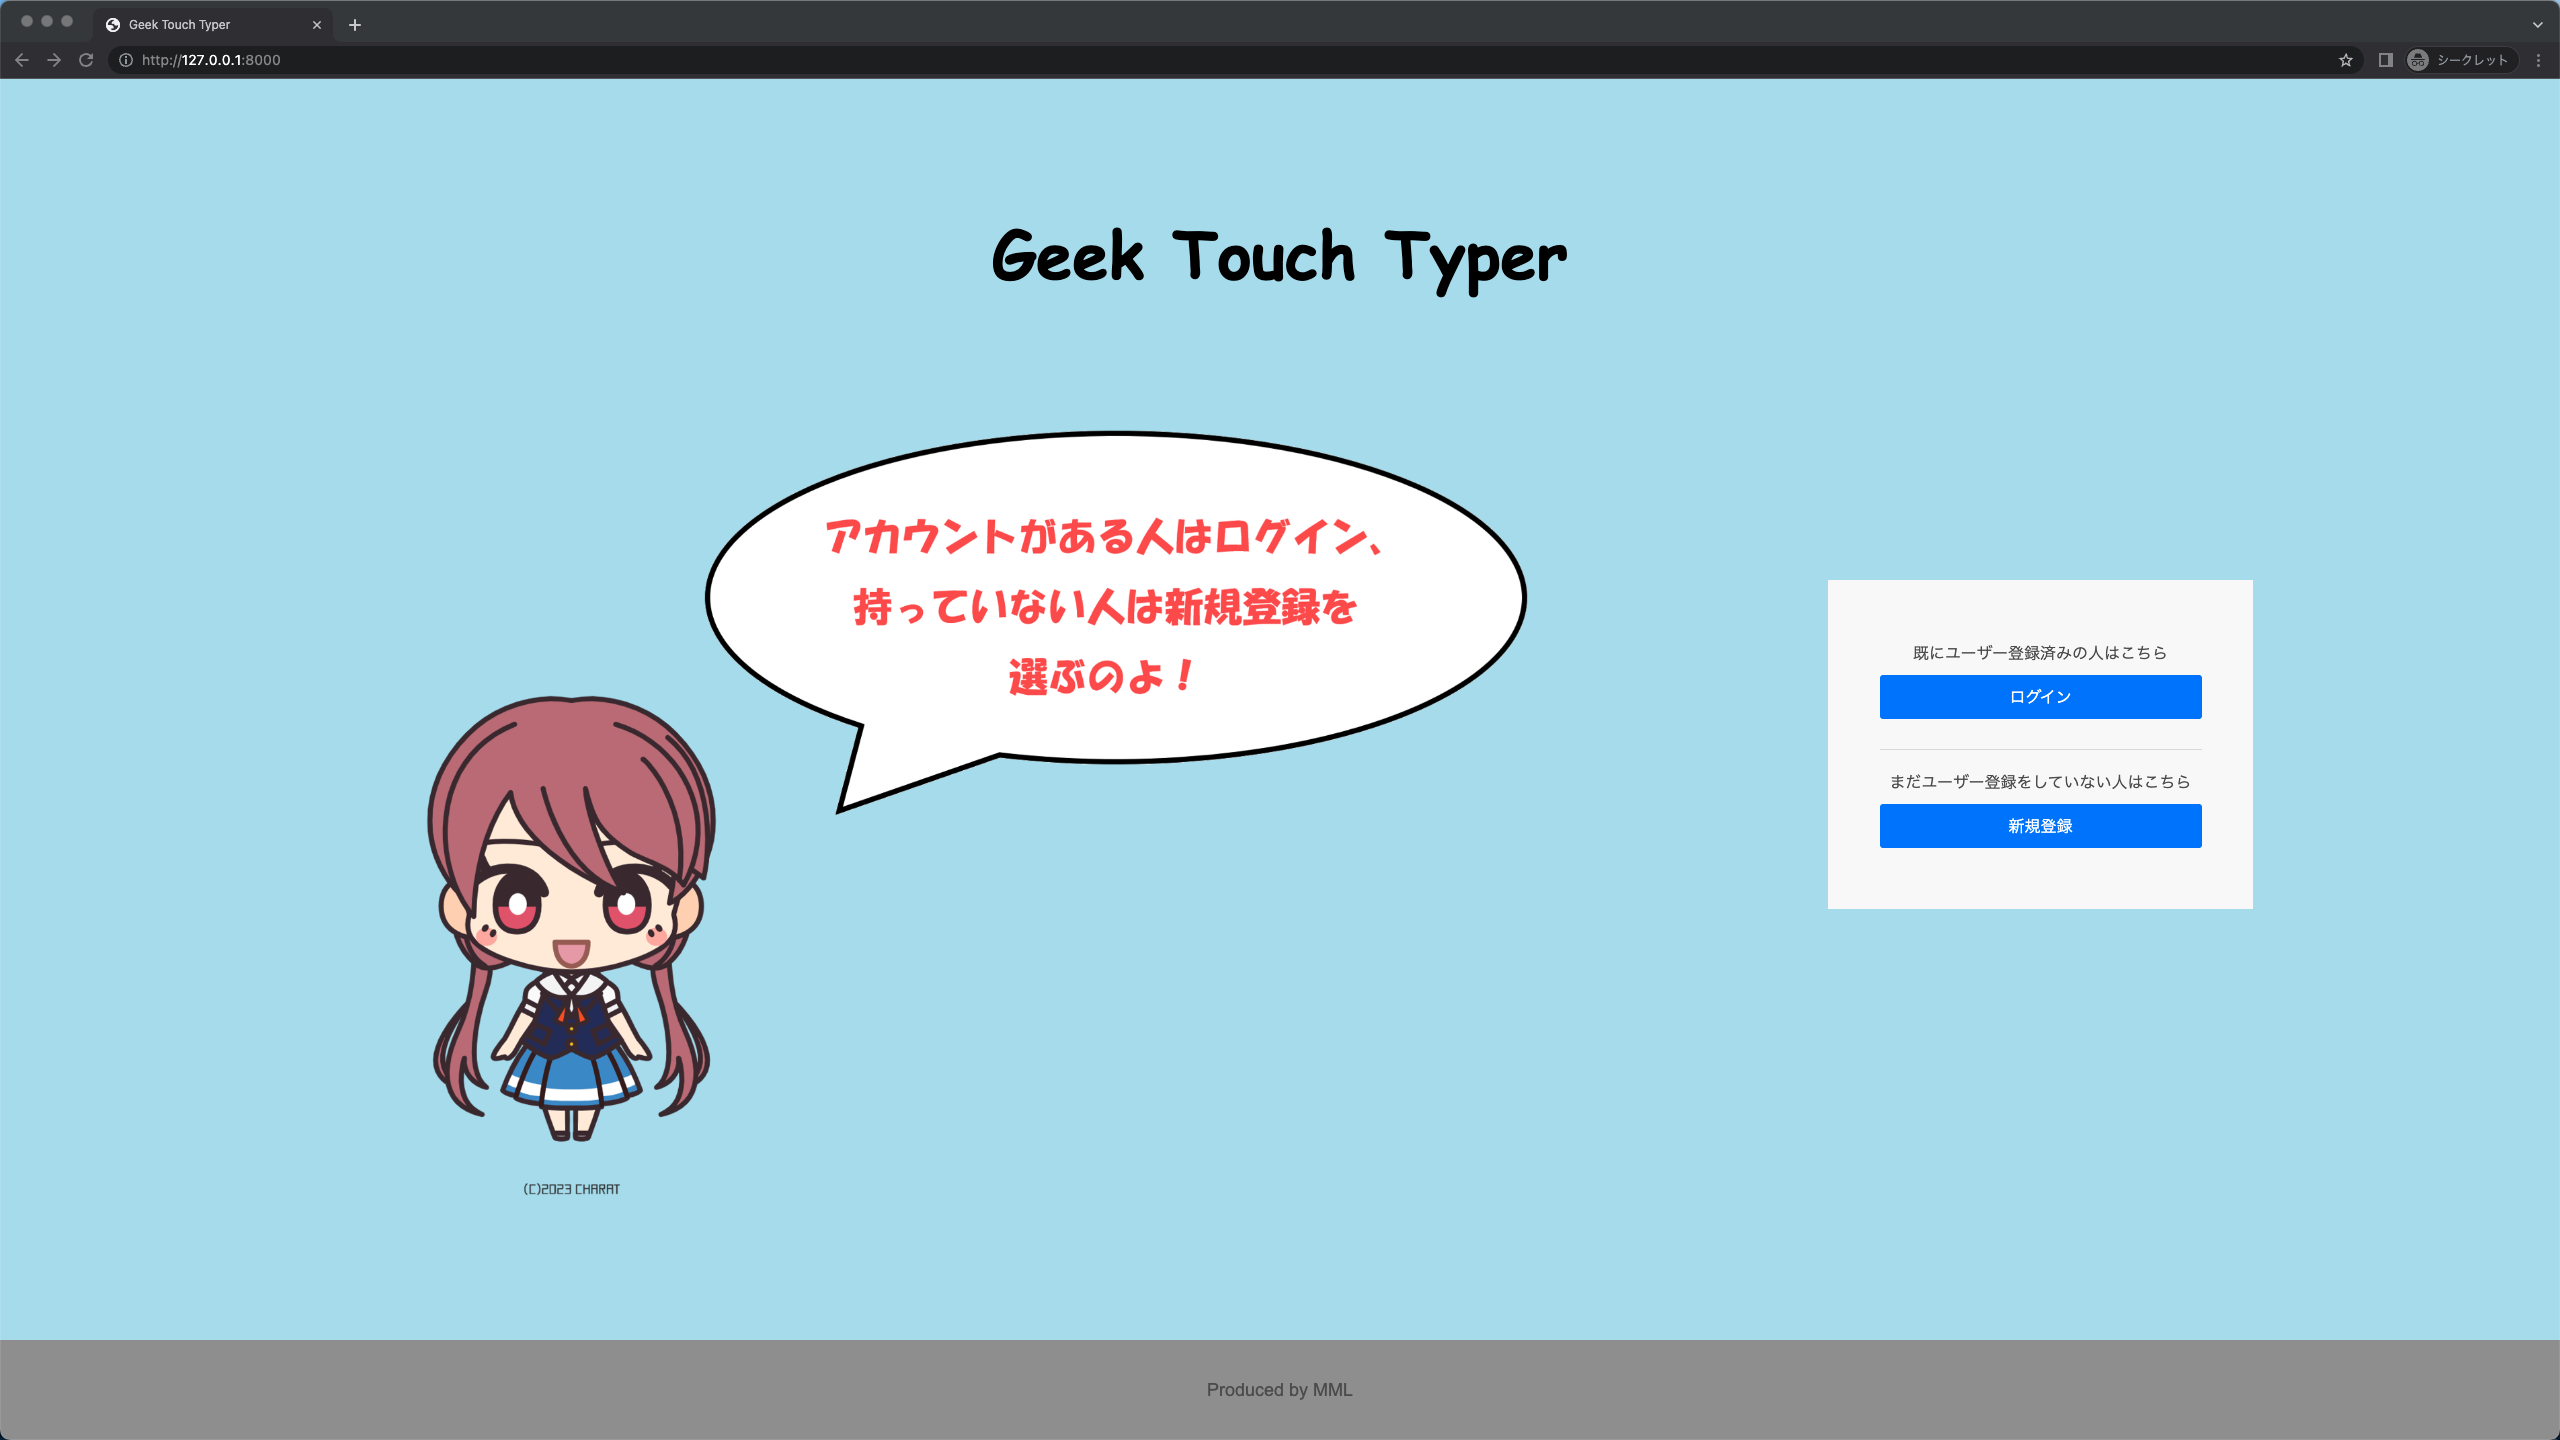 Geek Touch Typer
http://127.0.0.1:8000
シークレット
Geek Touch Typer
アカウントがある人はログイン、
持っていない人は新規登録を
選ぶのよ！
既にユーザー登録済みの人はこちら
ログイン
まだユーザー登録をしていない人はこちら
新規登録
(C)2023 CHARAT
Produced by MML